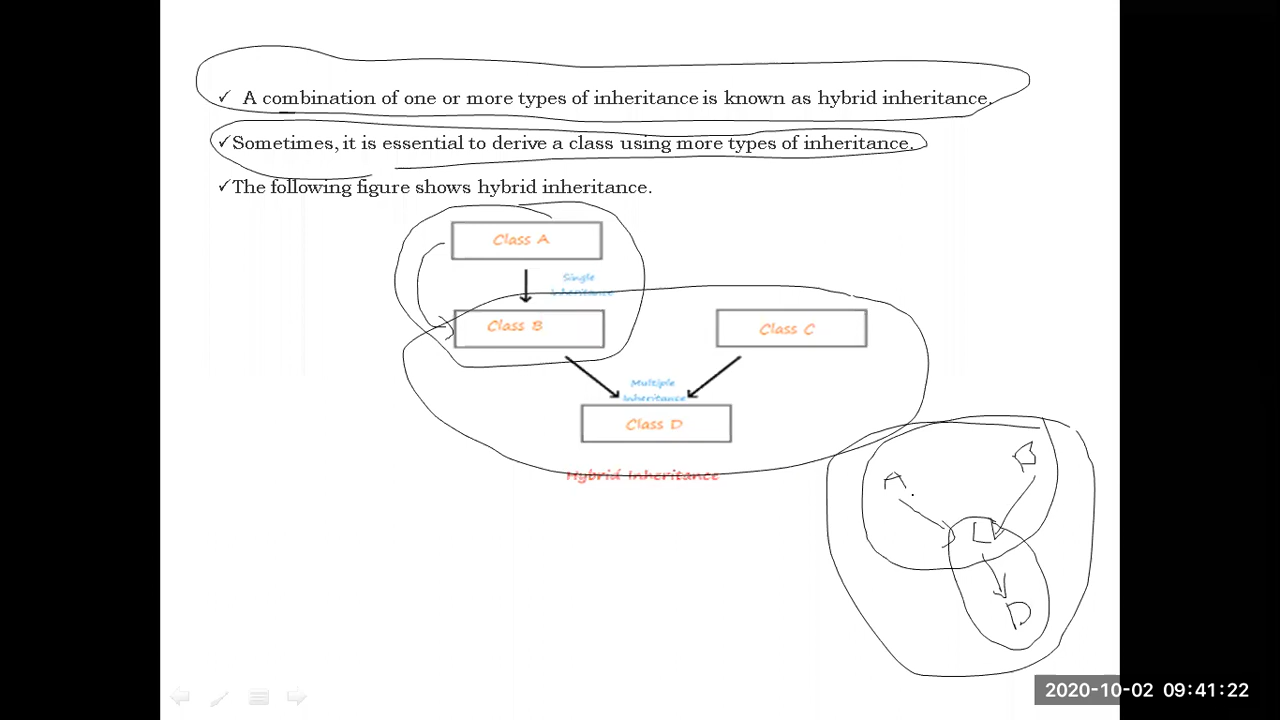 ✓ A combination of one or more types of inheritance is known as hybrid inheritance.
✓Sometimes, it is essential to derive a class using more types of inheritance.
✓The following figure shows hybrid inheritance.
Class A
Single
Inheritance
Class B
Class C
Multiple
Inheritance
Class D
Hybrid Inheritance
A
B
D
2020-10-02 09:41:22